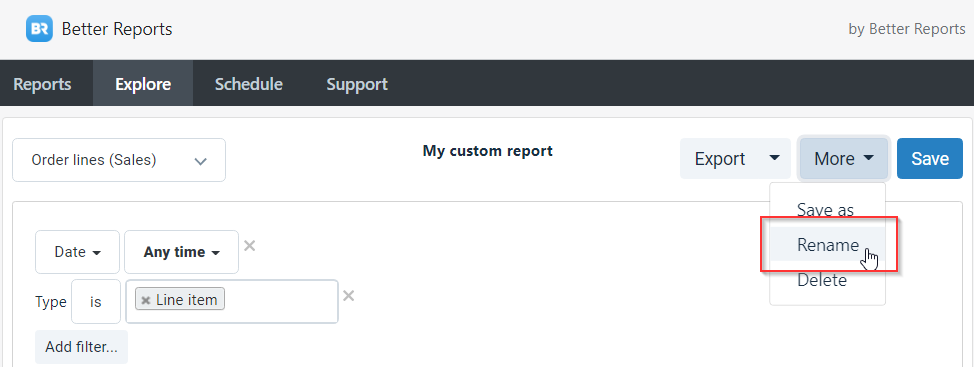 BR Better Reports by Better Reports
Reports Explore Schedule Support
Order lines (Sales) My custom report Export More Save
Save as
Rename
Delete
Date Any time
Type is Line item
Add filter...